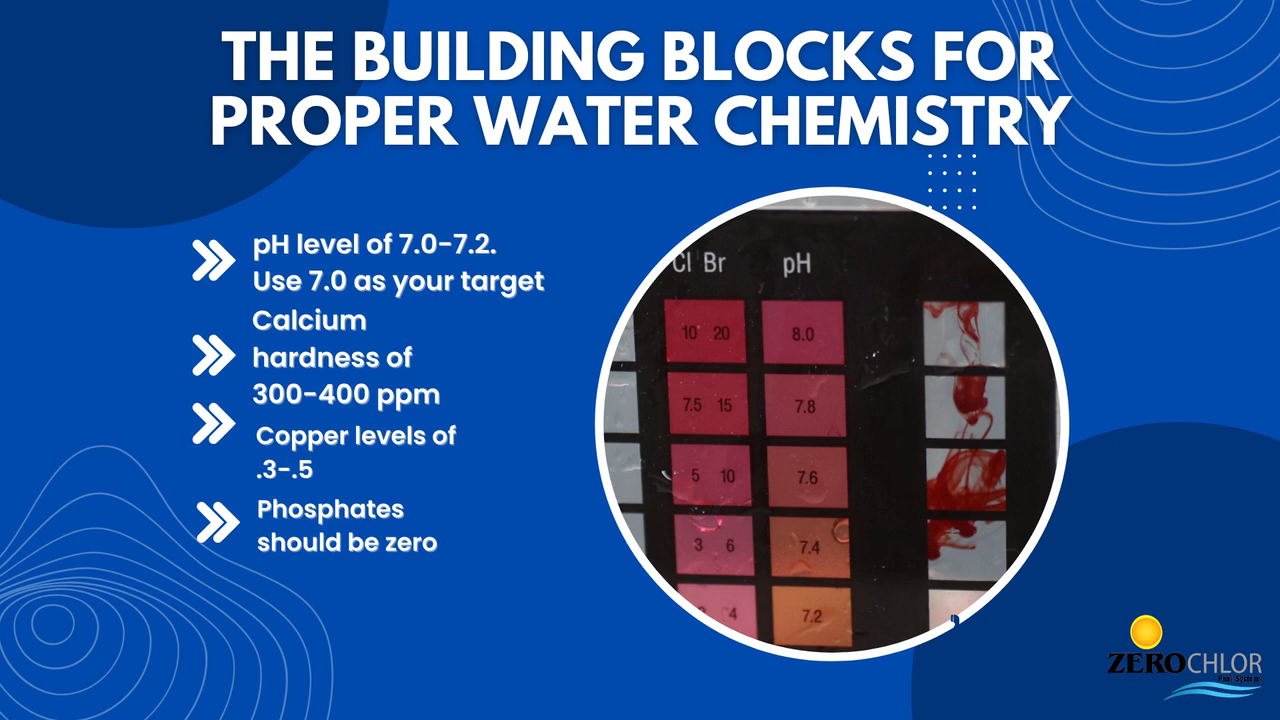 THE BUILDING BLOCKS FOR
PROPER WATER CHEMISTRY
pH level of 7.0-7.2.
Use 7.0 as your target
Calcium
hardness of
300-400 ppm
Copper levels of
.3-.5
Phosphates
should be zero
Cl Br pH
10 20 8.0
7.5 15 7.8
5 10 7.6
3 6 7.4
4 7.2
ZEROCHLOR
Pool Systems